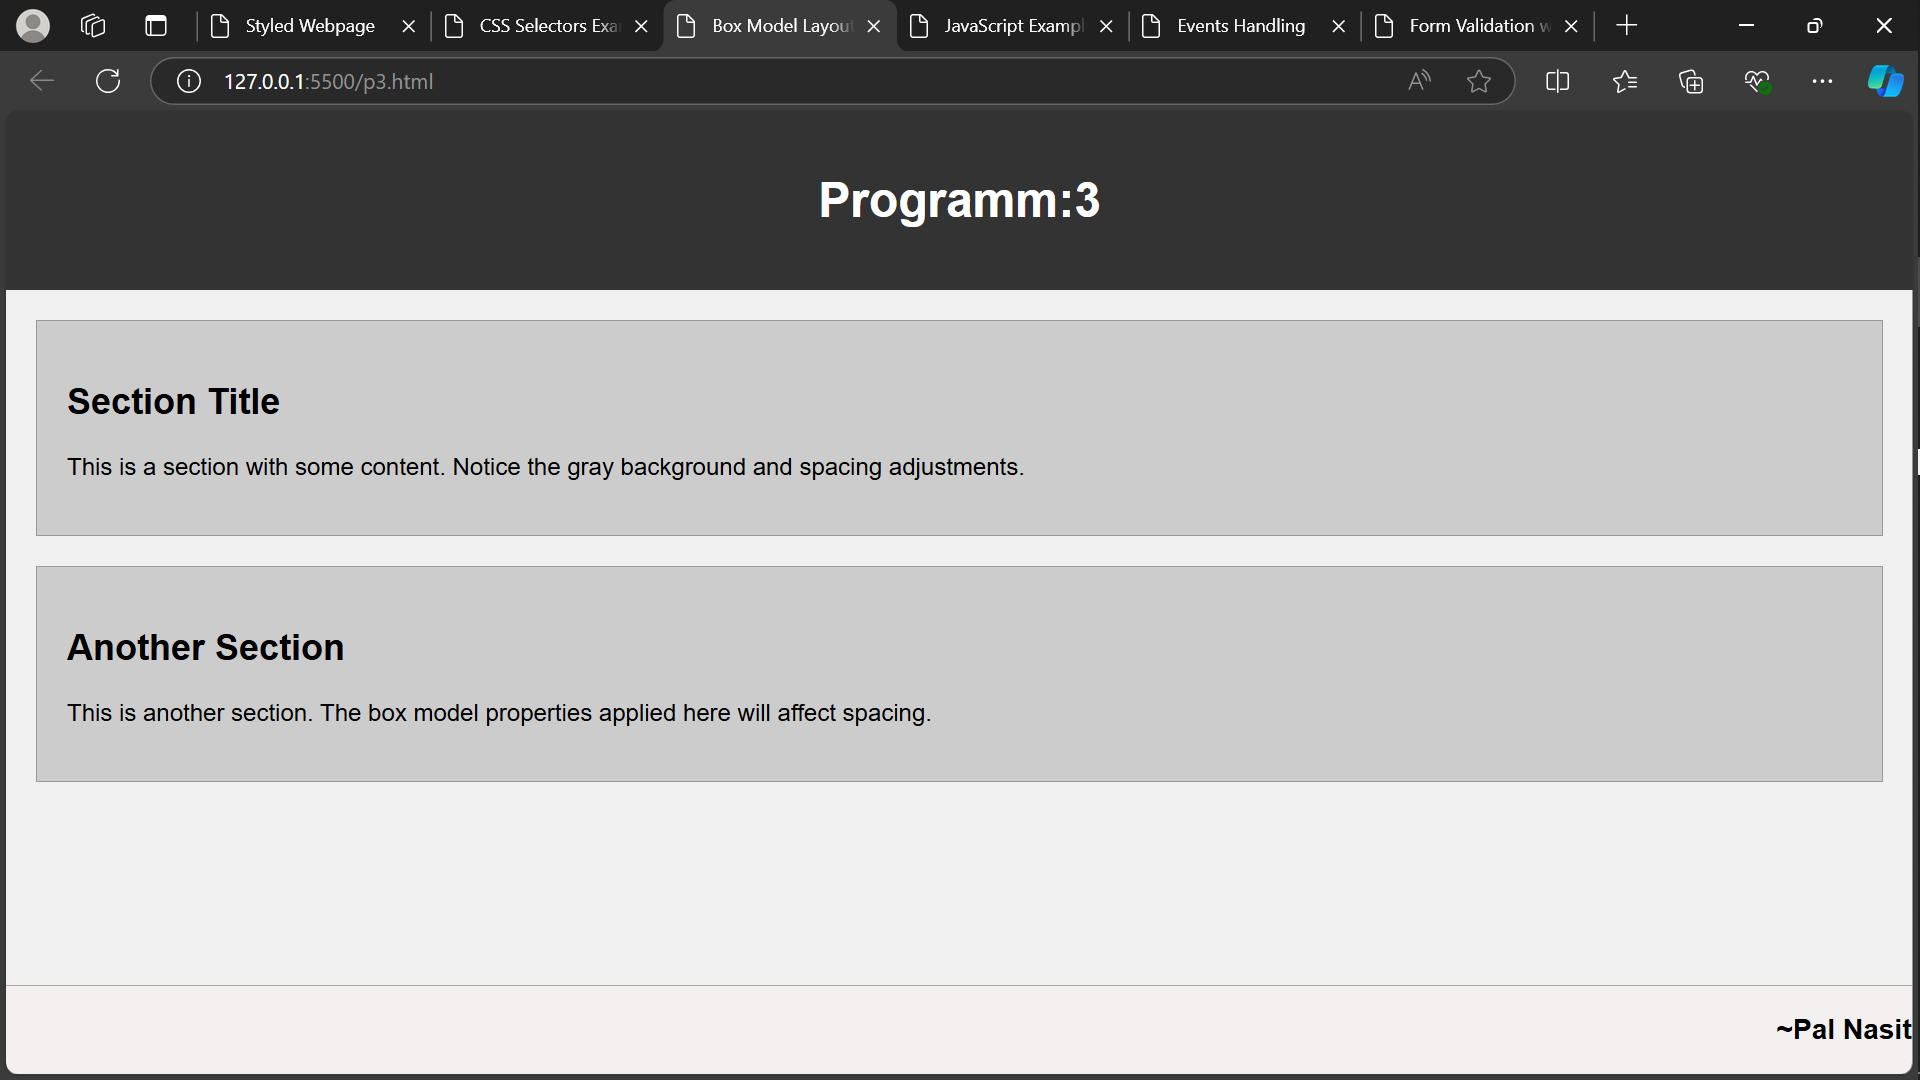 Styled Webpage
CSS Selectors Exa
Box Model Layou
JavaScript Exampl
Events Handling
Form Validation w
127.0.0.1:5500/p3.html
Programm:3
Section Title
This is a section with some content. Notice the gray background and spacing adjustments.
Another Section
This is another section. The box model properties applied here will affect spacing.
~Pal Nasit